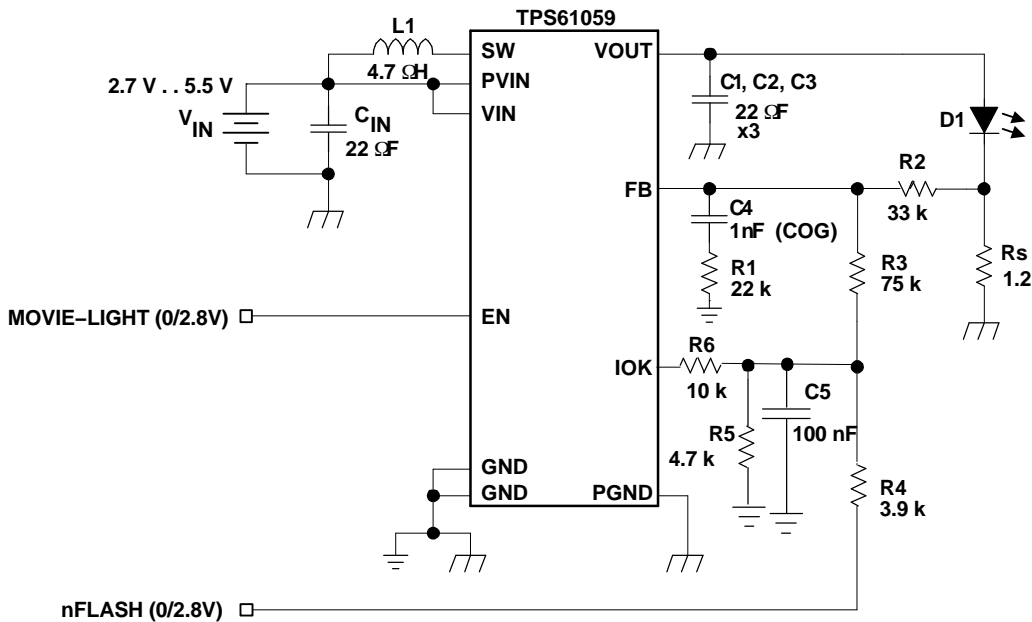 TPS61059
L1
4.7 ΩH
SW
VOUT
2.7 V . . 5.5 V
PVIN
C1, C2, C3
22 ΩF
x3
VIN
VIN
CIN
22 ΩF
D1
R2
33 k
FB
C4
1nF (COG)
R1
22 k
R3
75 k
Rs
1.2
MOVIE–LIGHT (0/2.8V)
EN
IOK
R6
10 k
C5
100 nF
R5
4.7 k
GND
GND
PGND
R4
3.9 k
nFLASH (0/2.8V)